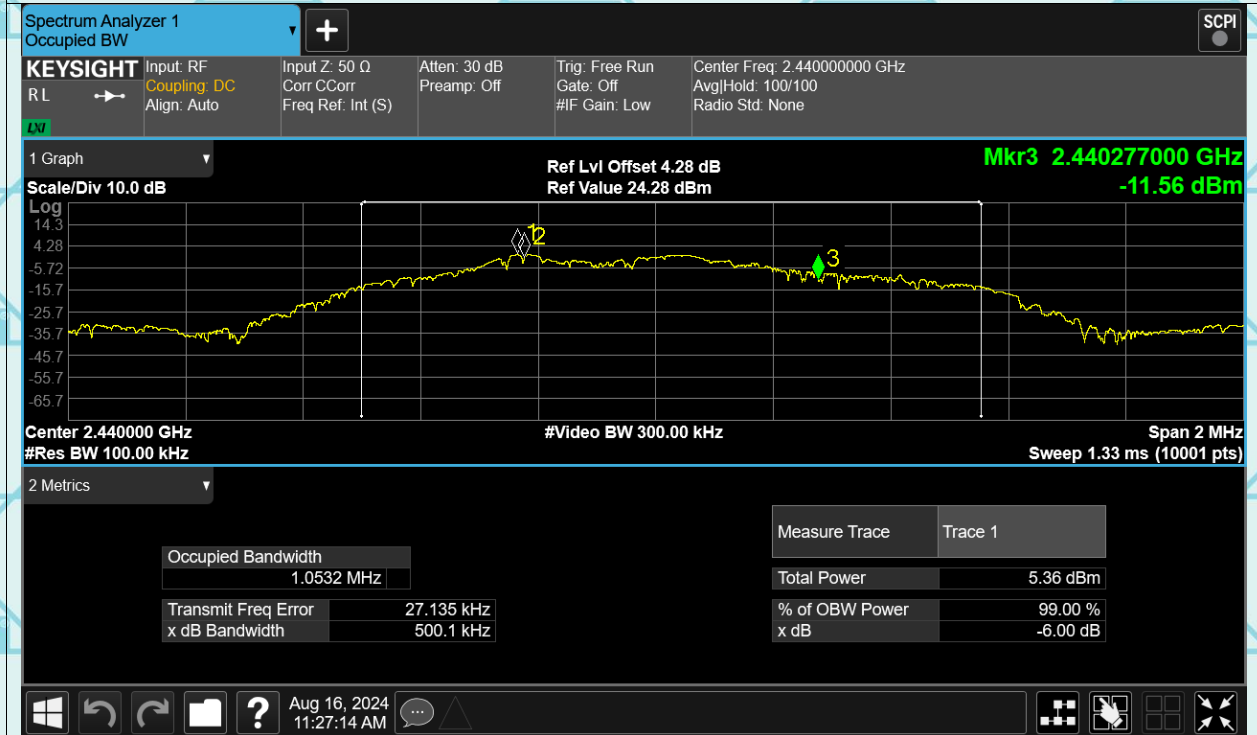 Spectrum Analyzer 1
Occupied BW
+
SCPI
KEYSIGHT
R L
LXI
Input: RF
Coupling: DC
Align: Auto
Input Z: 50 Ω
Corr CCorr
Freq Ref: Int (S)
Atten: 30 dB
Preamp: Off
Trig: Free Run
Gate: Off
#IF Gain: Low
Center Freq: 2.440000000 GHz
Avg|Hold: 100/100
Radio Std: None
1 Graph
Scale/Div 10.0 dB
Ref Lvl Offset 4.28 dB
Ref Value 24.28 dBm
Mkr3 2.440277000 GHz
-11.56 dBm
Log
14.3
4.28
-5.72
-15.7
-25.7
-35.7
-45.7
-55.7
-65.7
1
2
3
Center 2.440000 GHz
#Res BW 100.00 kHz
#Video BW 300.00 kHz
Span 2 MHz
Sweep 1.33 ms (10001 pts)
2 Metrics
Occupied Bandwidth
1.0532 MHz
Transmit Freq Error 27.135 kHz
x dB Bandwidth 500.1 kHz
Measure Trace Trace 1
Total Power 5.36 dBm
% of OBW Power 99.00 %
x dB -6.00 dB
?
Aug 16, 2024
11:27:14 AM